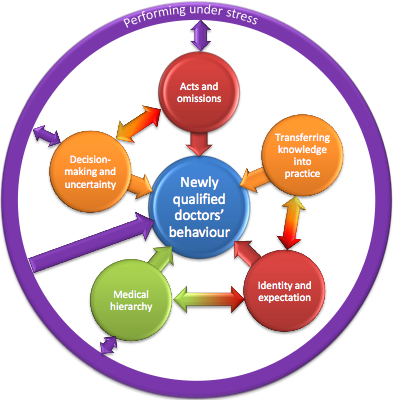 Performing under stress
Acts and
omissions
Transferring
knowledge
into
practice
Decision-
making and
uncertainty
Newly
qualified
doctors'
behaviour
Identity and
expectation
Medical
hierarchy